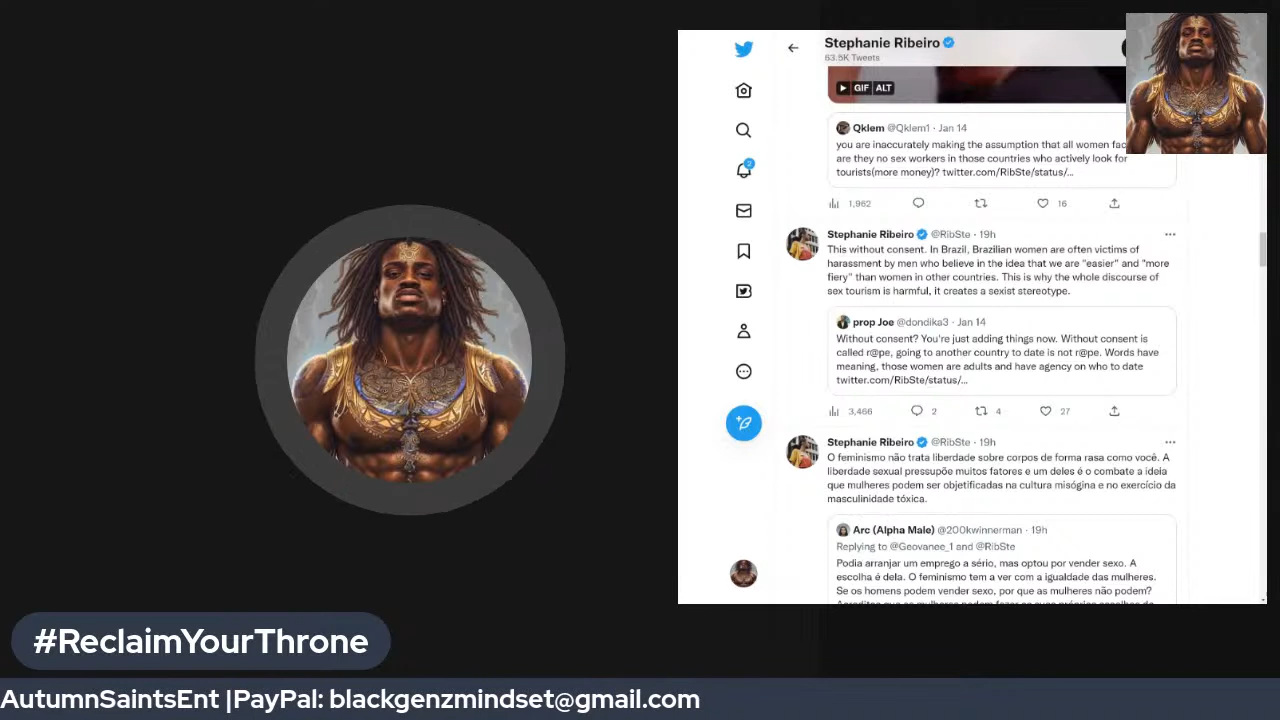 Stephanie Ribeiro
63.5K Tweets
GIF ALT
Qklem @Qklem1 · Jan 14
you are inaccurately making the assumption that all women fac
are they no sex workers in those countries who actively look for
tourists(more money)? twitter.com/RibSte/status/...
1,962
16
Stephanie Ribeiro @RibSte · 19h
This without consent. In Brazil, Brazilian women are often victims of
harassment by men who believe in the idea that we are "easier" and "more
fiery" than women in other countries. This is why the whole discourse of
sex tourism is harmful, it creates a sexist stereotype.
prop Joe @dondika3 · Jan 14
Without consent? You're just adding things now. Without consent is
called r@pe, going to another country to date is not r@pe. Words have
meaning, those women are adults and have agency on who to date
twitter.com/RibSte/status/...
3,466
2
4
27
Stephanie Ribeiro @RibSte · 19h
O feminismo não trata liberdade sobre corpos de forma rasa como você. A
liberdade sexual pressupõe muitos fatores e um deles é o combate a ideia
que mulheres podem ser objetificadas na cultura misógina e no exercício da
masculinidade tóxica.
Arc (Alpha Male) @200kwinnerman · 19h
Replying to @Geovanee_1 and @RibSte
Podia arranjar um emprego a sério, mas optou por vender sexo. A
escolha é dela. O feminismo tem a ver com a igualdade das mulheres.
Se os homens podem vender sexo, por que as mulheres não podem?
2
#ReclaimYourThrone
AutumnSaintsEnt |PayPal: blackgenzmindset@gmail.com